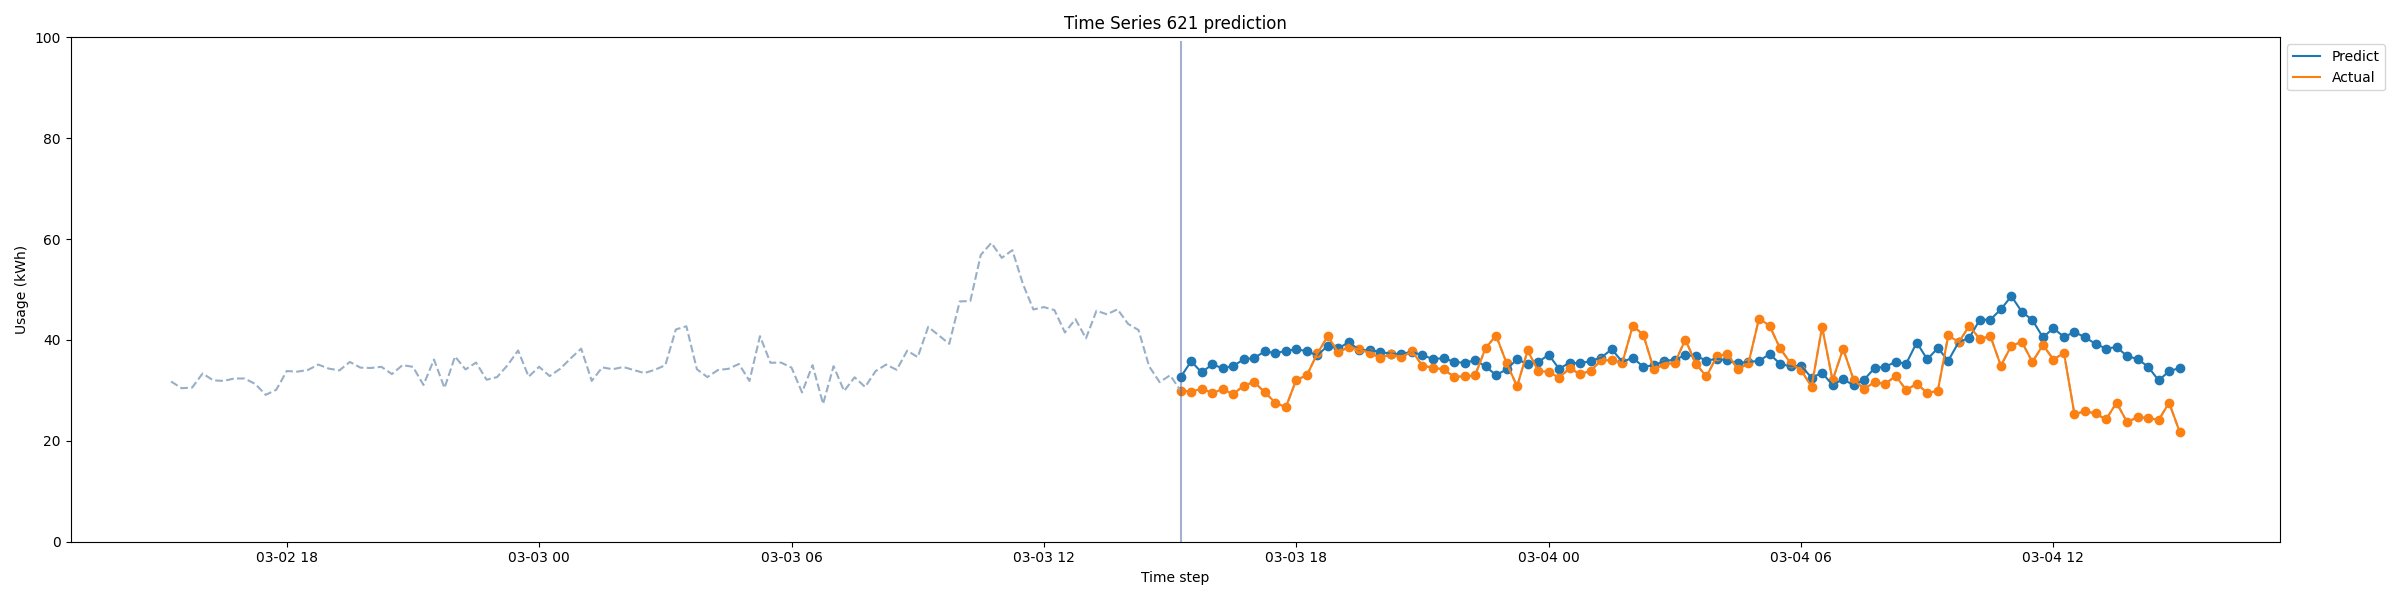 Time Series 621 prediction
100
80
60
40
20
0
Usage (kWh)
03-02 18
03-03 00
03-03 06
03-03 12
03-03 18
03-04 00
03-04 06
03-04 12
Time step
Predict
Actual